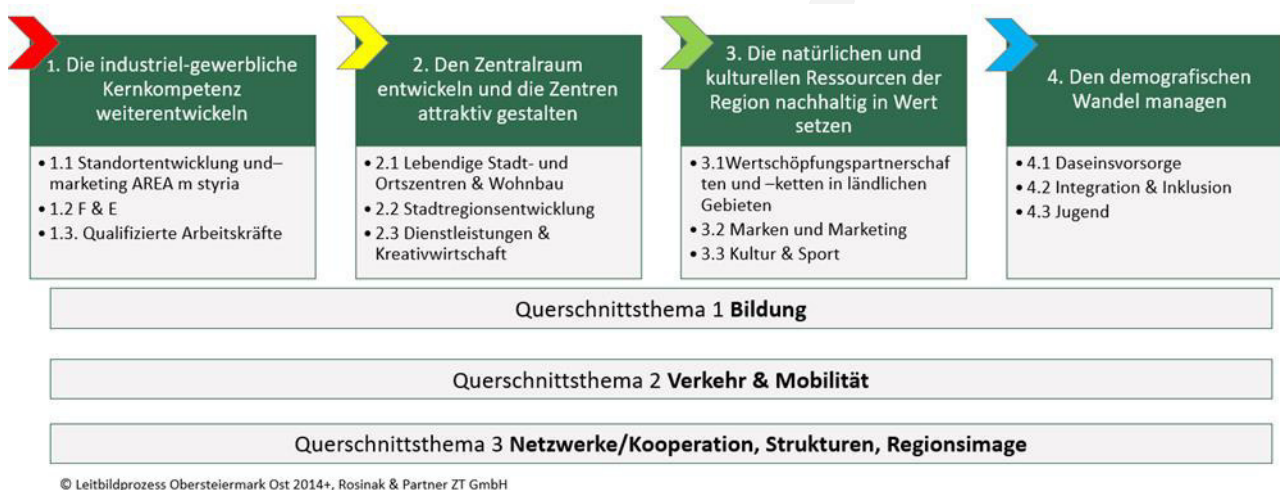 1. Die industriel-gewerbliche
Kernkompetenz
weiterentwickeln
• 1.1 Standortentwicklung und–
marketing AREA m styria
• 1.2 F & E
• 1.3. Qualifizierte Arbeitskräfte
2. Den Zentralraum
entwickeln und die Zentren
attraktiv gestalten
• 2.1 Lebendige Stadt- und
Ortszentren & Wohnbau
• 2.2 Stadtregionsentwicklung
• 2.3 Dienstleistungen &
Kreativwirtschaft
3. Die natürlichen und
kulturellen Ressourcen der
Region nachhaltig in Wert
setzen
• 3.1Wertschöpfungspartnerschaf
ten und –ketten in ländlichen
Gebieten
• 3.2 Marken und Marketing
• 3.3 Kultur & Sport
4. Den demografischen
Wandel managen
• 4.1 Daseinsvorsorge
• 4.2 Integration & Inklusion
• 4.3 Jugend
Querschnittsthema 1 Bildung
Querschnittsthema 2 Verkehr & Mobilität
Querschnittsthema 3 Netzwerke/Kooperation, Strukturen, Regionsimage
© Leitbildprozess Obersteiermark Ost 2014+, Rosinak & Partner ZT GmbH